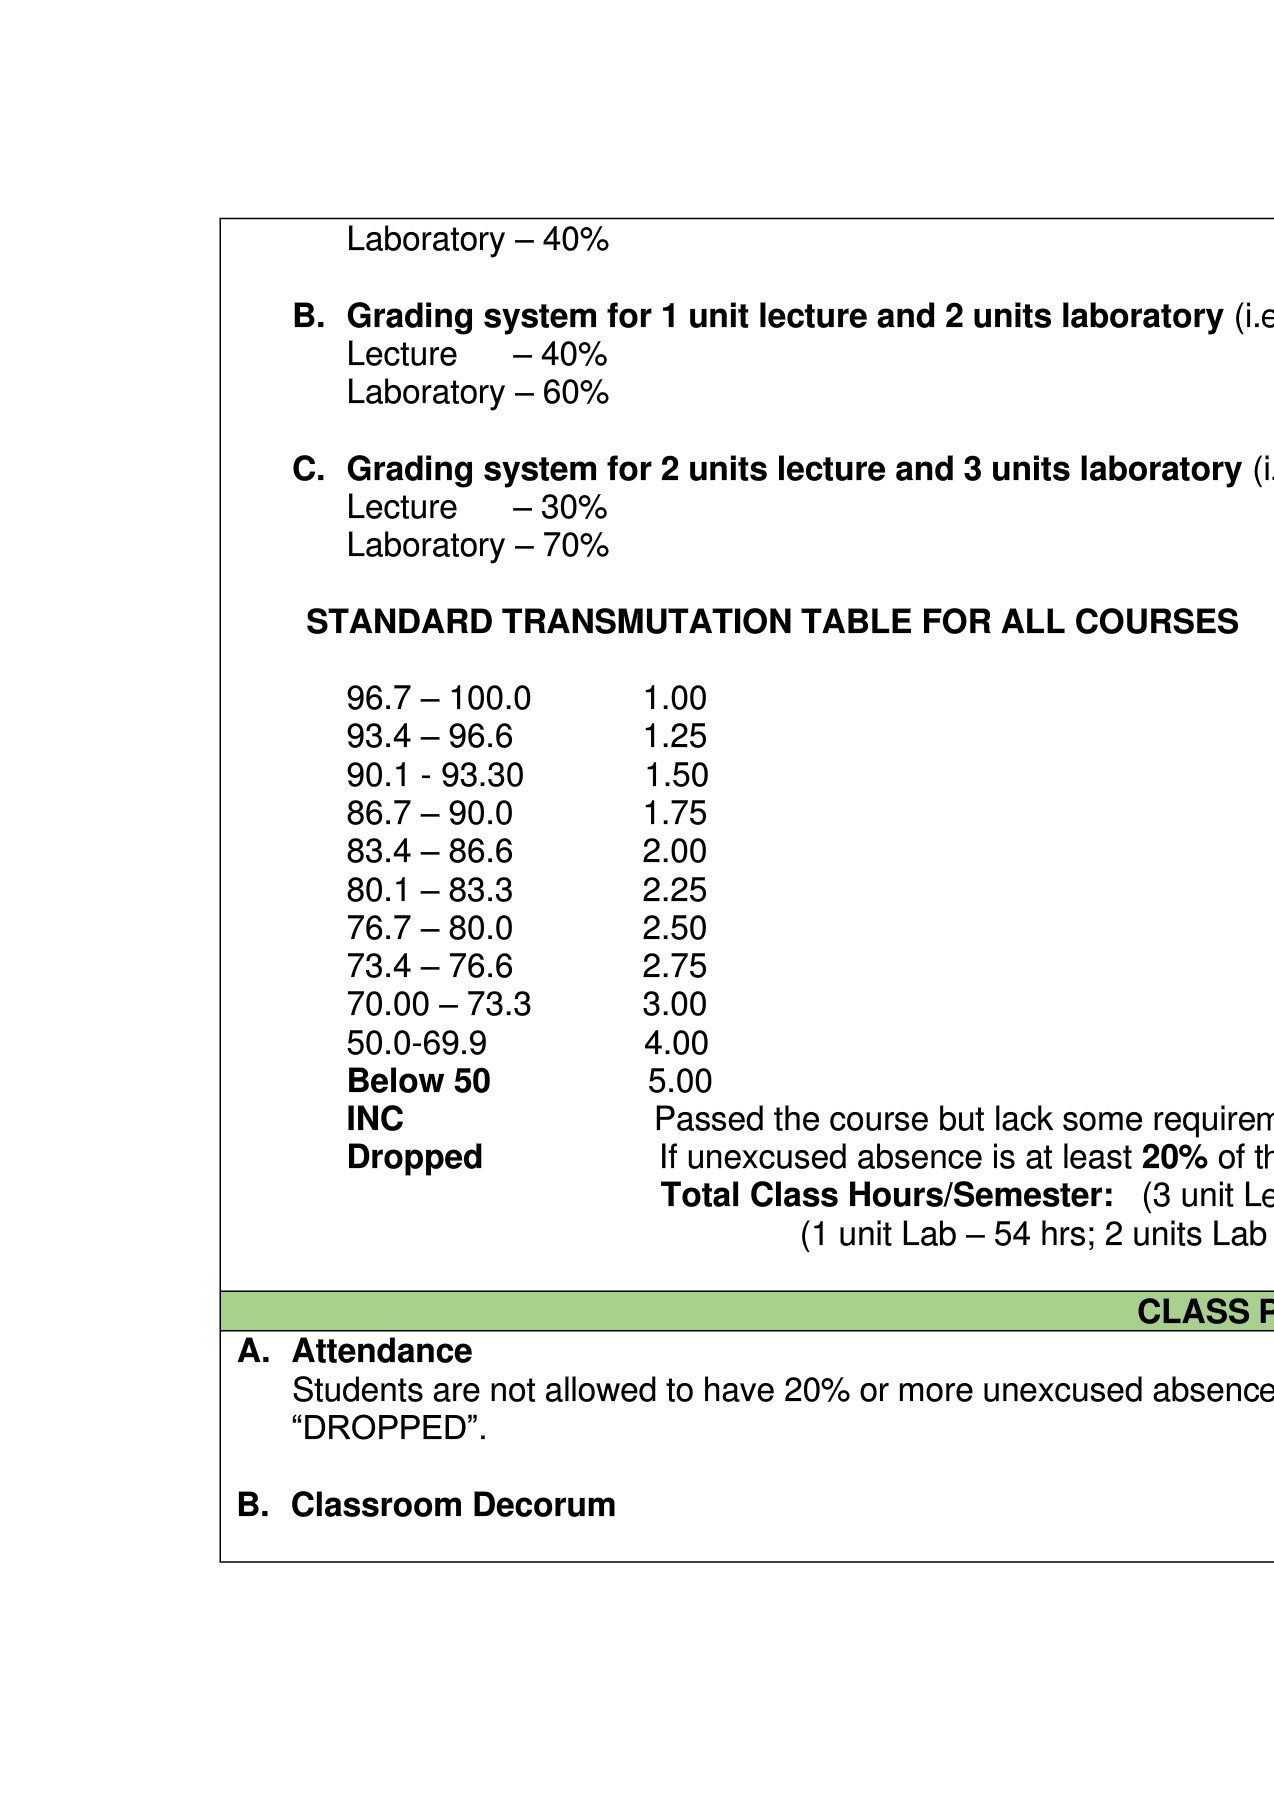 Laboratory – 40%
B. Grading system for 1 unit lecture and 2 units laboratory (i.e
Lecture – 40%
Laboratory – 60%
C. Grading system for 2 units lecture and 3 units laboratory (i.
Lecture – 30%
Laboratory – 70%
STANDARD TRANSMUTATION TABLE FOR ALL COURSES
96.7 – 100.0 1.00
93.4 – 96.6 1.25
90.1 - 93.30 1.50
86.7 – 90.0 1.75
83.4 – 86.6 2.00
80.1 – 83.3 2.25
76.7 – 80.0 2.50
73.4 – 76.6 2.75
70.00 – 73.3 3.00
50.0-69.9 4.00
Below 50 5.00
INC Passed the course but lack some
Dropped If unexcused absence is at least 20% of
Total Class Hours/Semester: (3 unit
(1 unit Lab – 54 hrs; 2 units Lab
CLASS
A. Attendance
Students are not allowed to have 20% or more unexcused
“DROPPED”.
B. Classroom Decorum